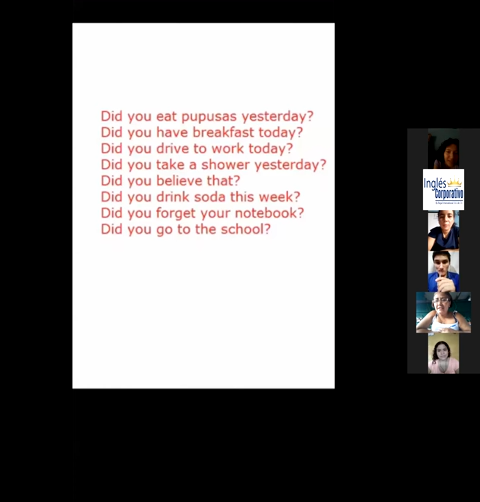 Did you eat pupusas yesterday?
Did you have breakfast today?
Did you drive to work today?
Did you take a shower yesterday?
Did you believe that?
Did you drink soda this week?
Did you forget your notebook?
Did you go to the school?
Inglés
Corporativo